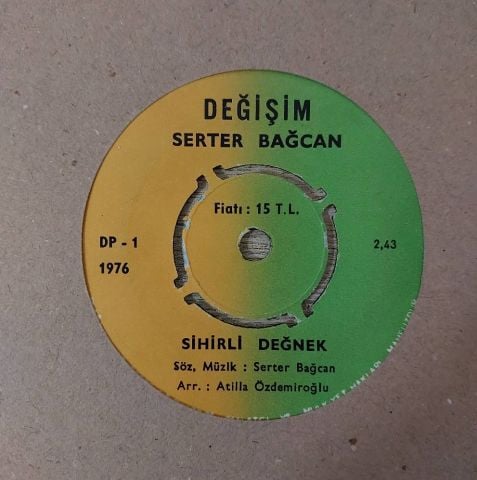 DEĞİŞİM
SERTER BAĞCAN
Fiatı : 15 T.L.
DP - 1
2,43
1976
SİHİRLİ DEĞNEK
Söz, Müzik : Serter Bağcan
Arr. : Atilla Özdemiroğlu